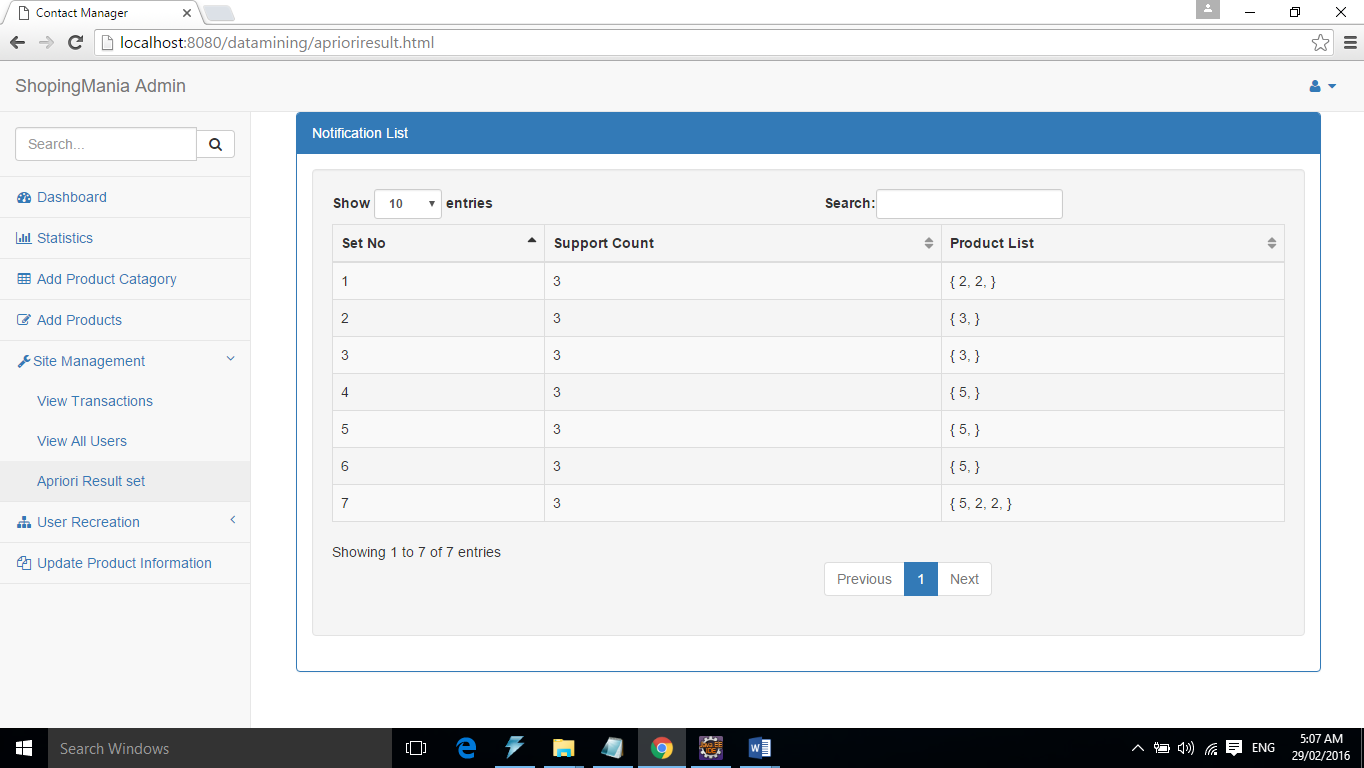 Contact Manager
localhost:8080/datamining/aprioriresult.html
ShopingMania Admin
Search...
Dashboard
Statistics
Add Product Catagory
Add Products
Site Management
View Transactions
View All Users
Apriori Result set
User Recreation
Update Product Information
Notification List
Show 10 entries Search:
Set No Support Count Product List
1 3 { 2, 2, }
2 3 { 3, }
3 3 { 3, }
4 3 { 5, }
5 3 { 5, }
6 3 { 5, }
7 3 { 5, 2, 2, }
Showing 1 to 7 of 7 entries
Previous 1 Next
Search Windows
ENG
5:07 AM
29/02/2016